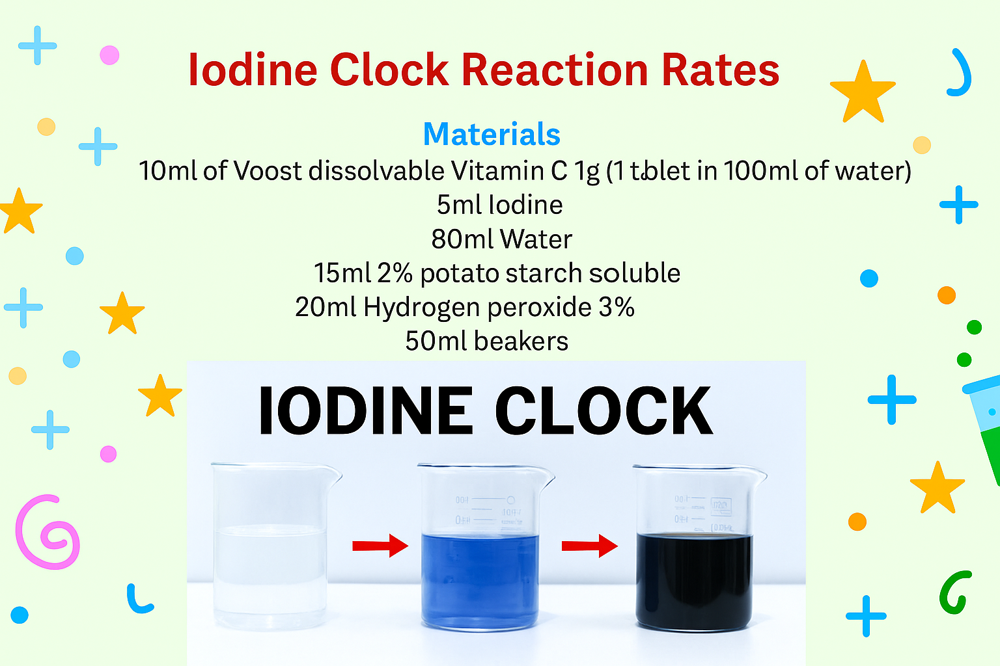 Iodine Clock Reaction Rates
Materials
10ml of Voost dissolvable Vitamin C 1g (1 tblet in 100ml of water)
5ml Iodine
80ml Water
15ml 2% potato starch soluble
20ml Hydrogen peroxide 3%
50ml beakers
IODINE CLOCK